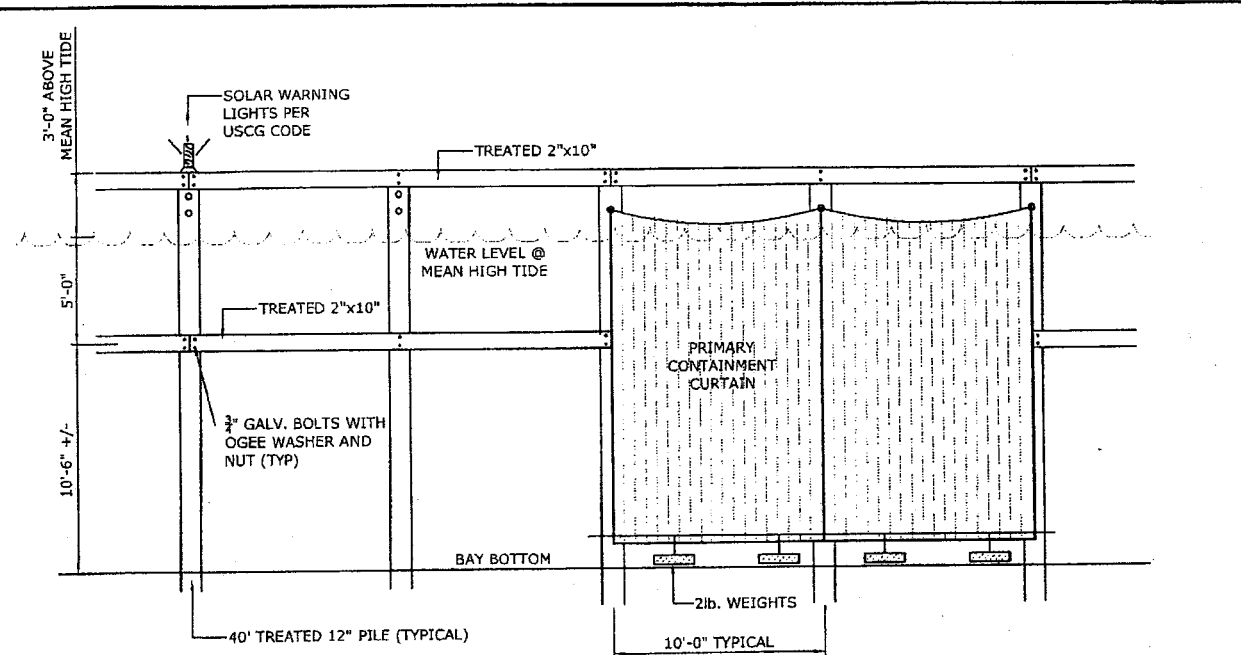 3'-0" ABOVE
MEAN HIGH TIDE
SOLAR WARNING
LIGHTS PER
USCG CODE
TREATED 2"x10"
WATER LEVEL @
MEAN HIGH TIDE
5'-0"
TREATED 2"x10"
PRIMARY
CONTAINMENT
CURTAIN
3/4" GALV. BOLTS WITH
OGEE WASHER AND
NUT (TYP)
10'-6" +/-
BAY BOTTOM
2lb. WEIGHTS
40' TREATED 12" PILE (TYPICAL)
10'-0" TYPICAL